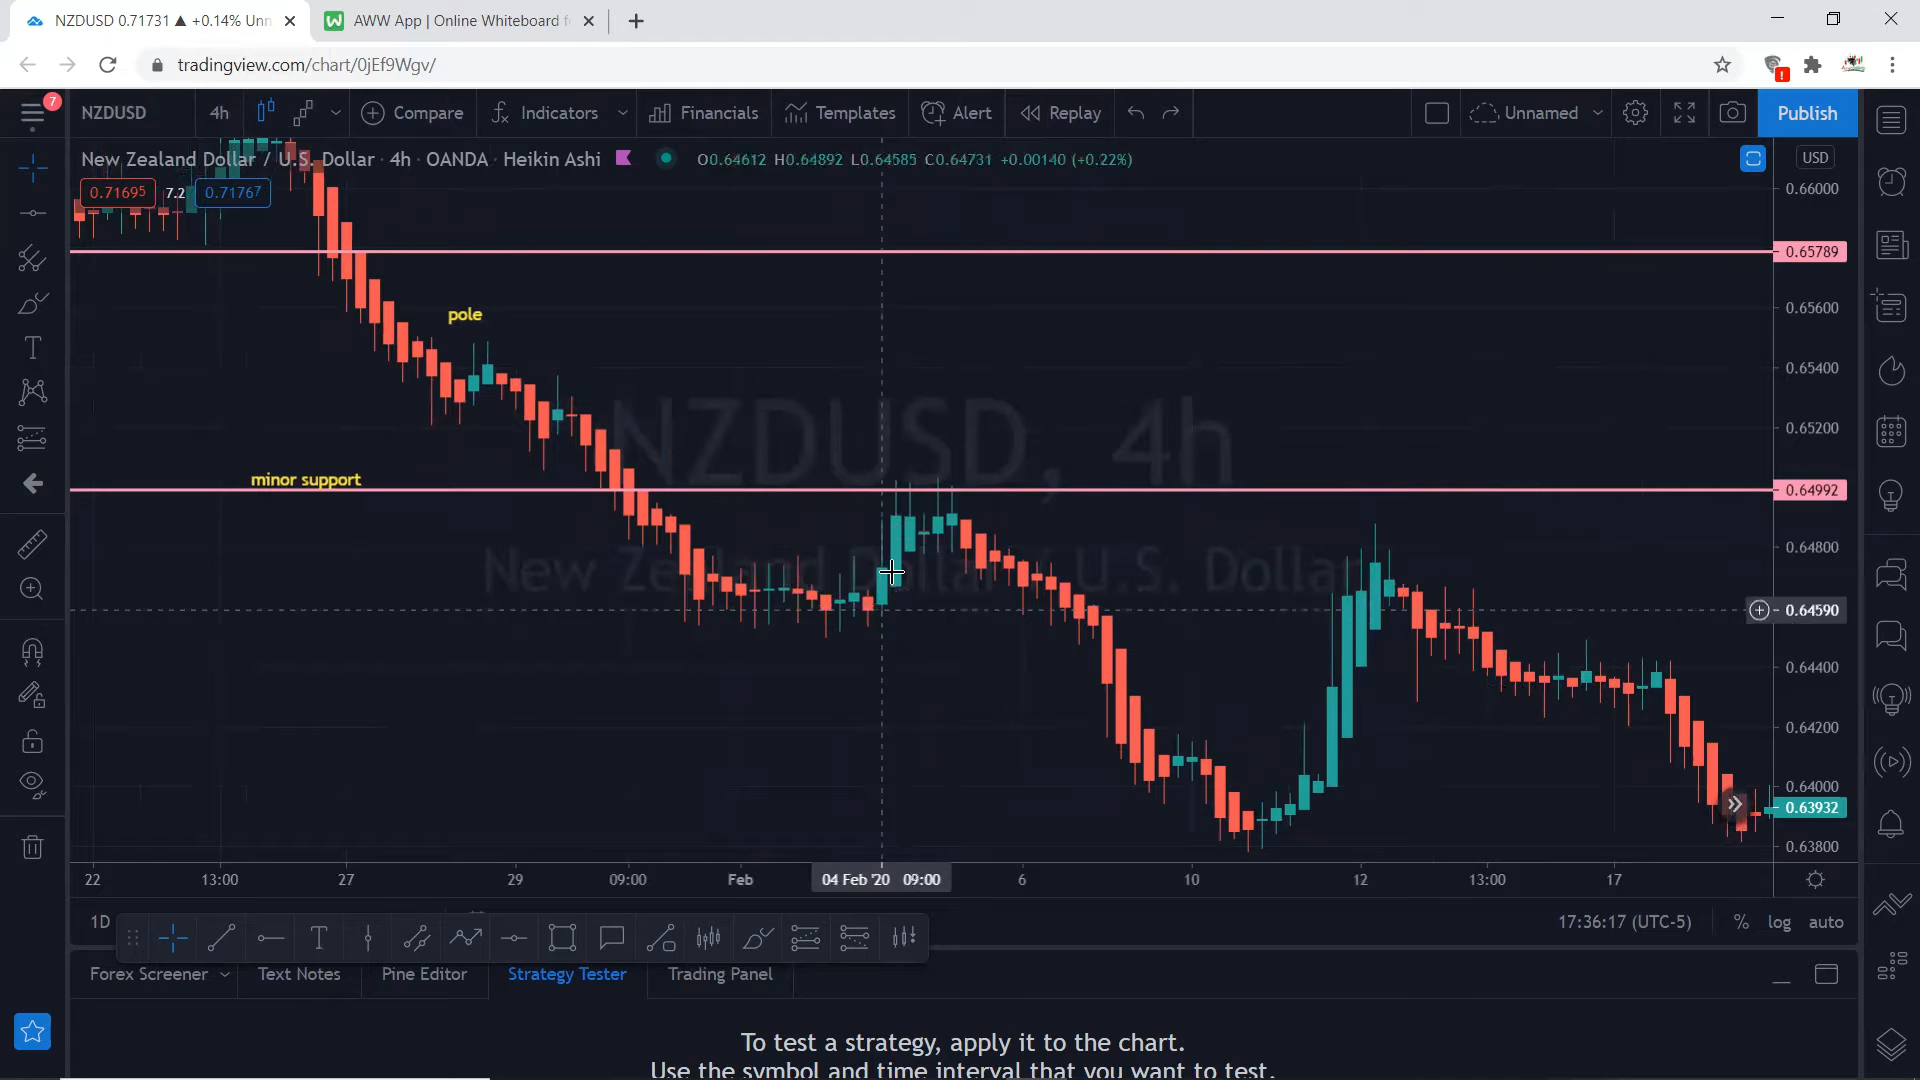 NZDUSD 0.71731 ▲ +0.14% Unn
AWW App | Online Whiteboard f
tradingview.com/chart/0jEf9Wgv/
7
NZDUSD 4h Compare Indicators Financials Templates Alert Replay Unnamed Publish
New Zealand Dollar / U.S. Dollar · 4h · OANDA · Heikin Ashi O0.64612 H0.64892 L0.64585 C0.64731 +0.00140 (+0.22%)
USD
0.71695 7.2 0.71767
0.66000
0.65789
pole
0.65600
0.65400
0.65200
NZDUSD, 4h
minor support
0.64992
0.64800
New Zealand Dollar / U.S. Dollar
0.64590
0.64400
0.64200
0.64000
0.63932
0.63800
22 13:00 27 29 09:00 Feb 04 Feb '20 09:00 6 10 12 13:00 17
1D 17:36:17 (UTC-5) % log auto
Forex Screener Text Notes Pine Editor Strategy Tester Trading Panel
To test a strategy, apply it to the chart.
Use the symbol and time interval that you want to test.